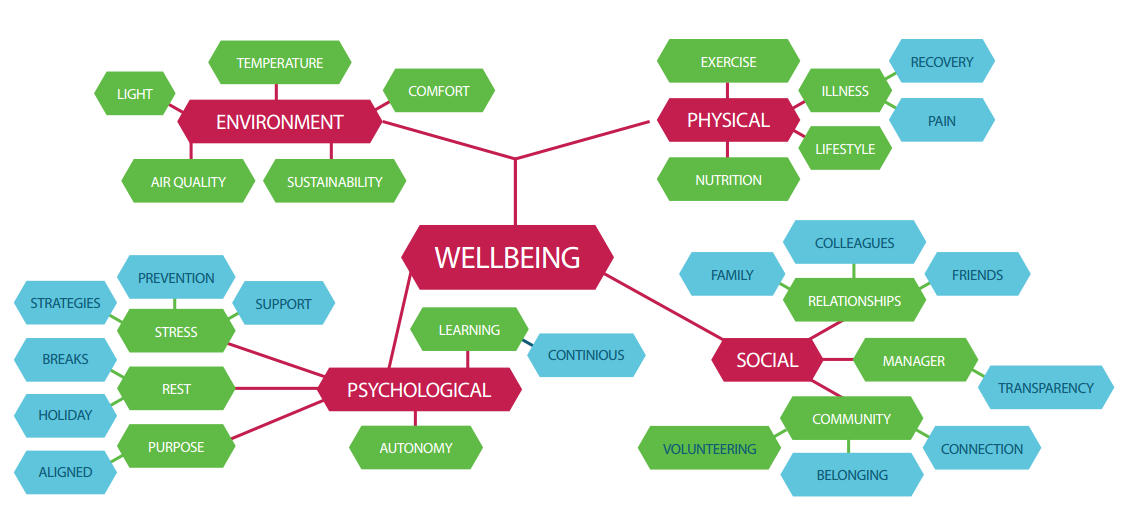 TEMPERATURE
LIGHT
COMFORT
ENVIRONMENT
AIR QUALITY
SUSTAINABILITY
EXERCISE
RECOVERY
ILLNESS
PHYSICAL
PAIN
LIFESTYLE
NUTRITION
WELLBEING
COLLEAGUES
FAMILY
FRIENDS
RELATIONSHIPS
SOCIAL
MANAGER
TRANSPARENCY
COMMUNITY
VOLUNTEERING
CONNECTION
BELONGING
PREVENTION
STRATEGIES
SUPPORT
STRESS
LEARNING
CONTINIOUS
BREAKS
REST
PSYCHOLOGICAL
HOLIDAY
PURPOSE
AUTONOMY
ALIGNED